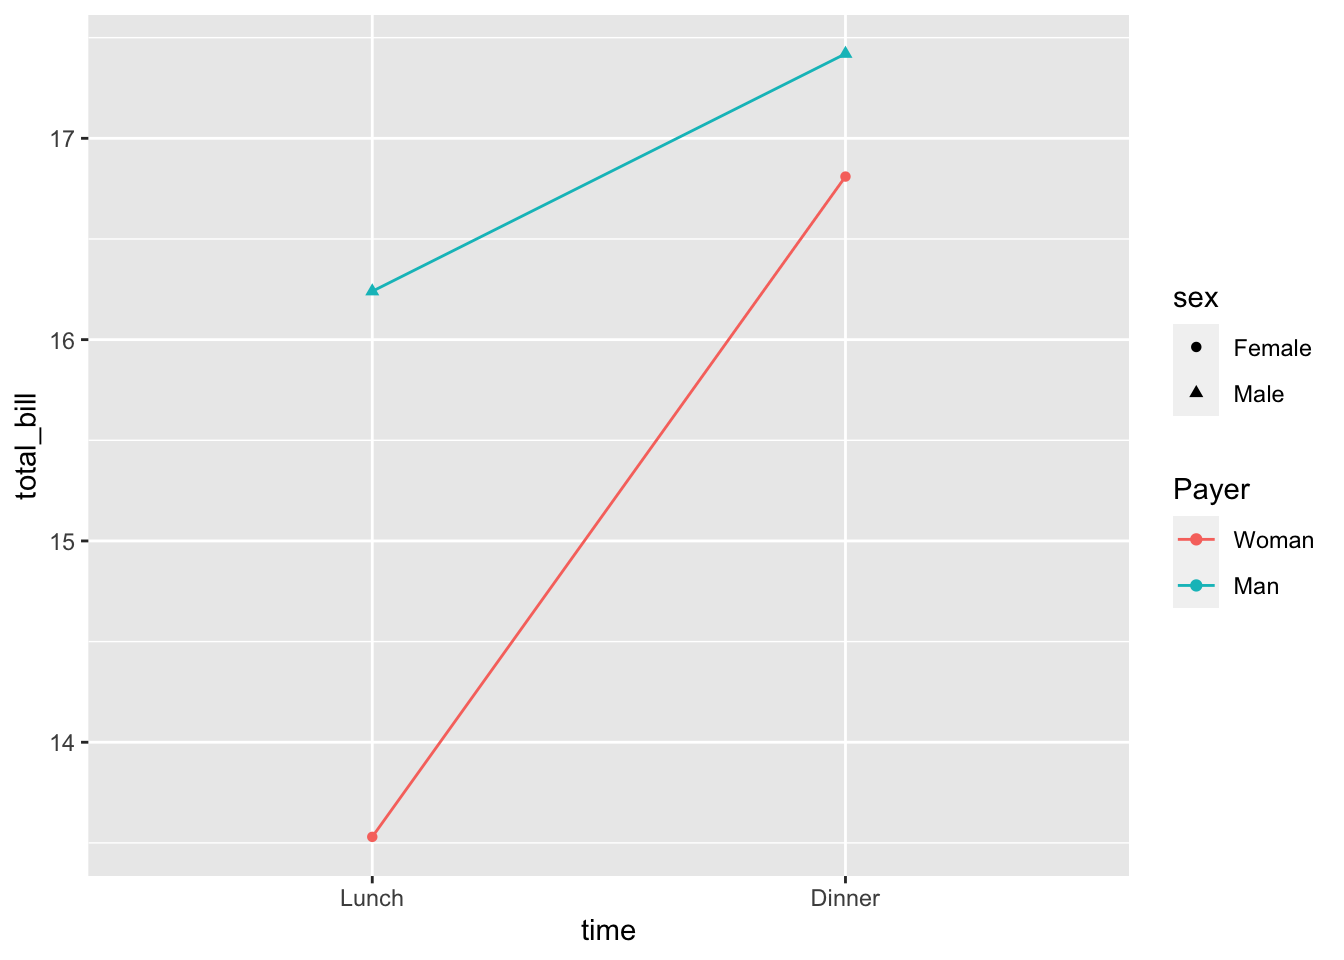 total_bill
17
16
15
14
Lunch
Dinner
time
sex
Female
Male
Payer
Woman
Man